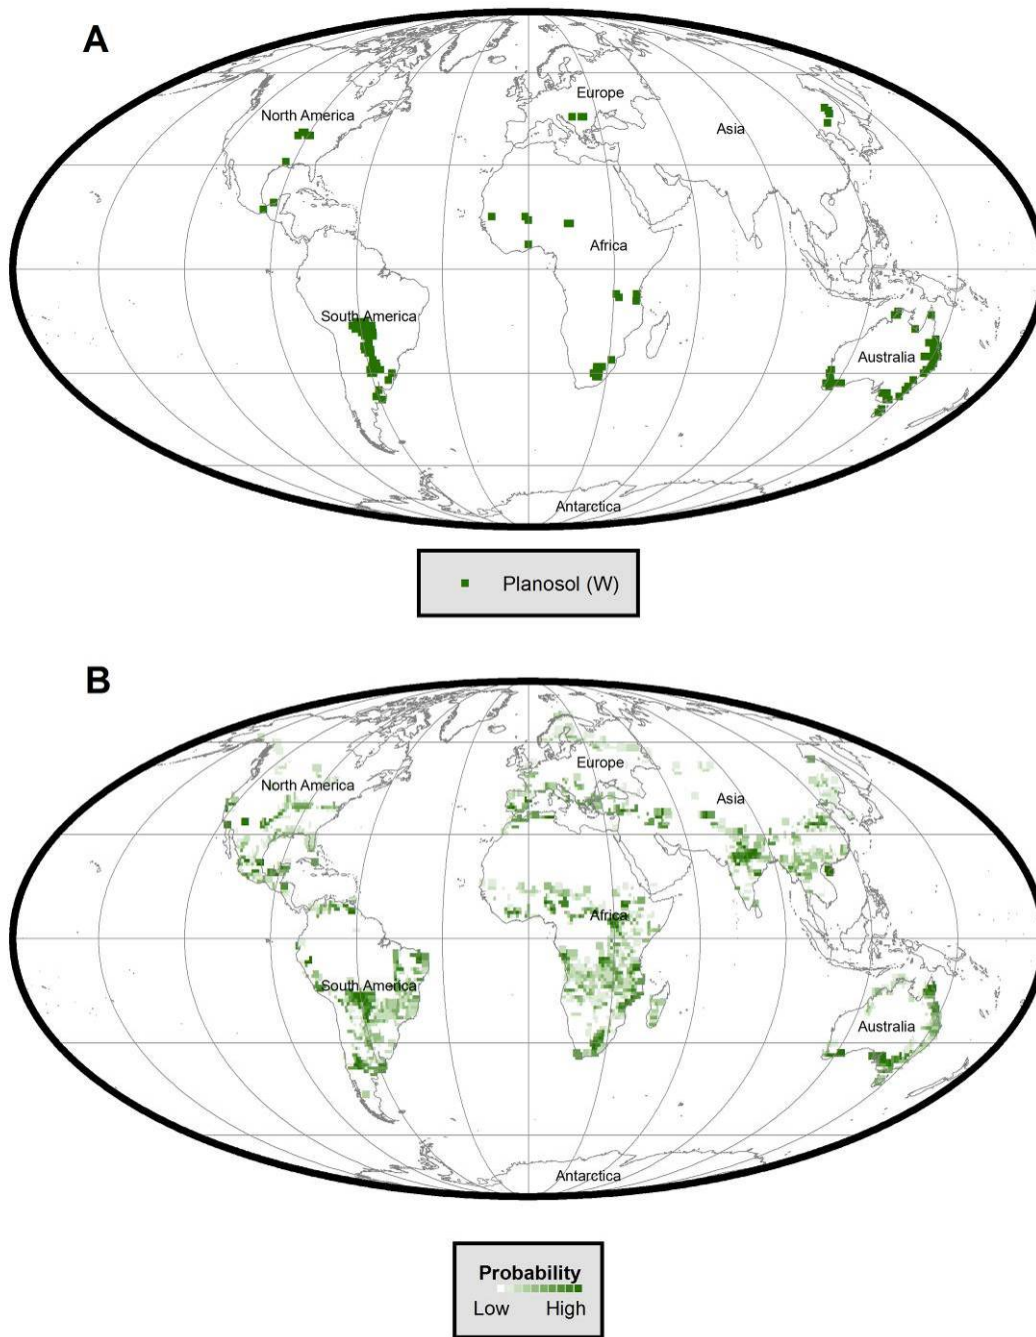 A
Europe
North America
Asia
Africa
South America
Australia
Antarctica
Planosol (W)
B
Europe
North America
Asia
Africa
South America
Australia
Antarctica
Probability
Low High